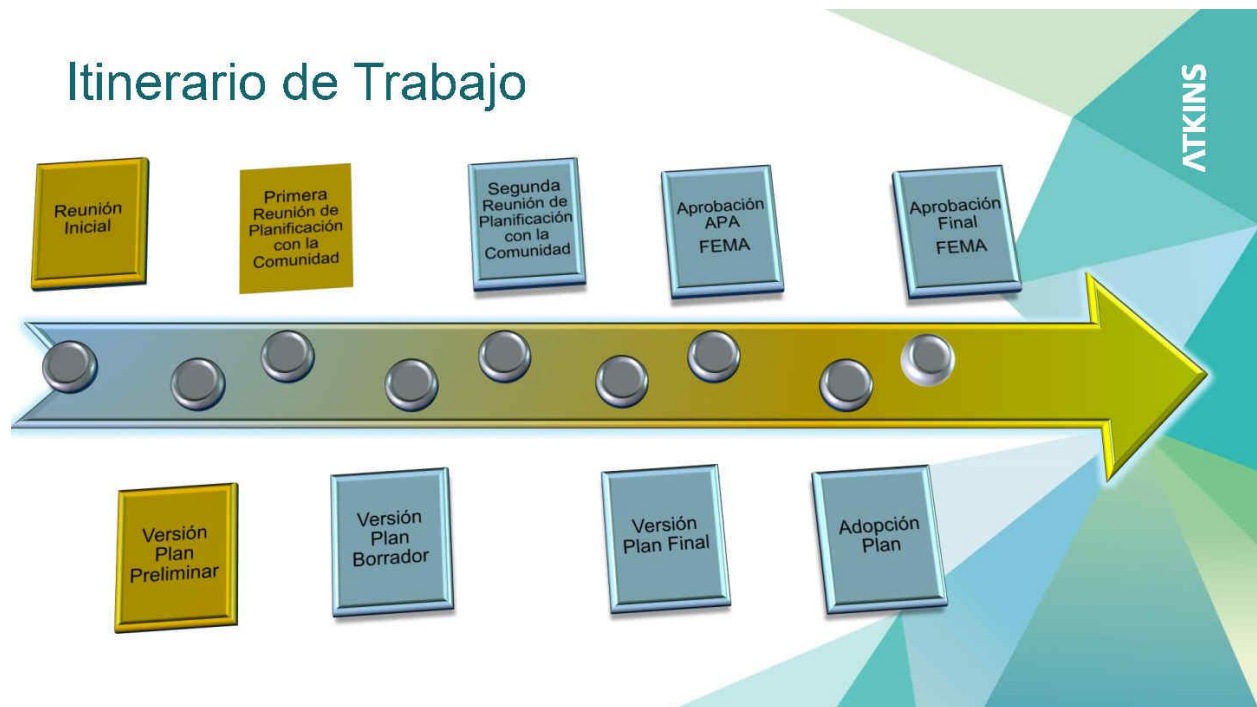 Itinerario de Trabajo
ATKINS
Reunión
Inicial
Primera
Reunión de
Planificación
con la
Comunidad
Segunda
Reunión de
Planificación
con la
Comunidad
Aprobación
APA
FEMA
Aprobación
Final
FEMA
Versión
Plan
Preliminar
Versión
Plan
Borrador
Versión
Plan Final
Adopción
Plan